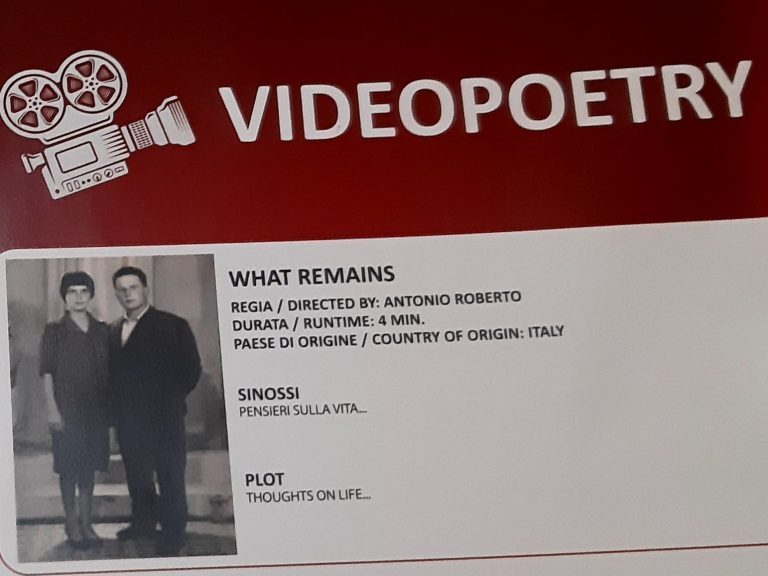 VIDEOPOETRY
WHAT REMAINS
REGIA / DIRECTED BY: ANTONIO ROBERTO
DURATA / RUNTIME: 4 MIN.
PAESE DI ORIGINE / COUNTRY OF ORIGIN: ITALY
SINOSSI
PENSIERI SULLA VITA...
PLOT
THOUGHTS ON LIFE...